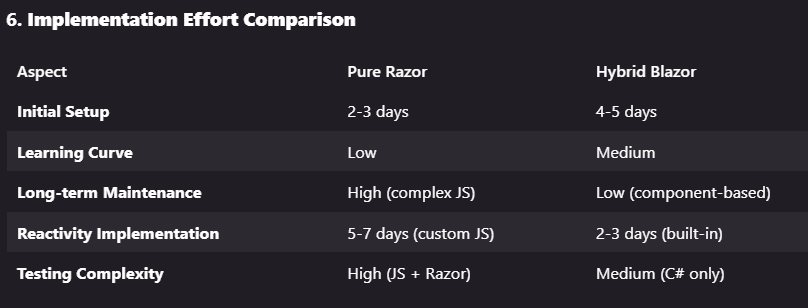 6. Implementation Effort Comparison
Aspect Pure Razor Hybrid Blazor
Initial Setup 2-3 days 4-5 days
Learning Curve Low Medium
Long-term Maintenance High (complex JS) Low (component-based)
Reactivity Implementation 5-7 days (custom JS) 2-3 days (built-in)
Testing Complexity High (JS + Razor) Medium (C# only)